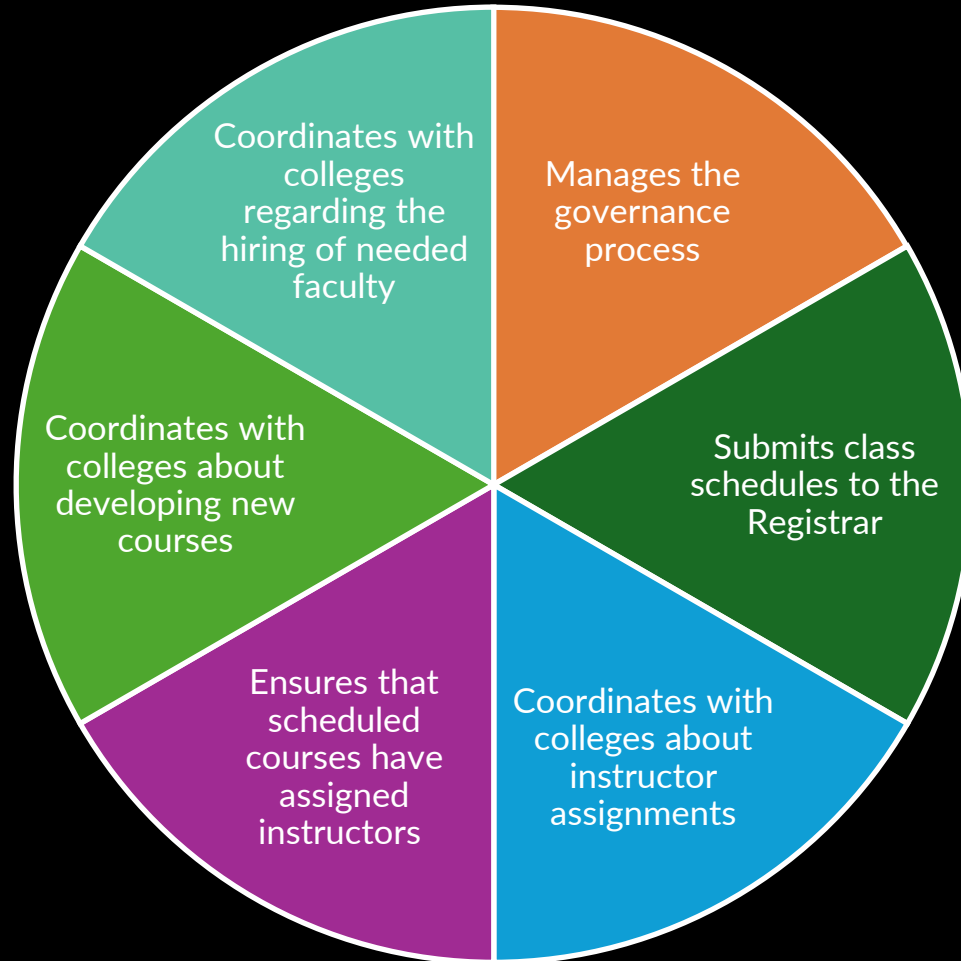 Coordinates with
colleges
regarding the
hiring of needed
faculty
Manages the
governance
process
Coordinates with
colleges about
developing new
courses
Submits class
schedules to the
Registrar
Ensures that
scheduled
courses have
assigned
instructors
Coordinates with
colleges about
instructor
assignments